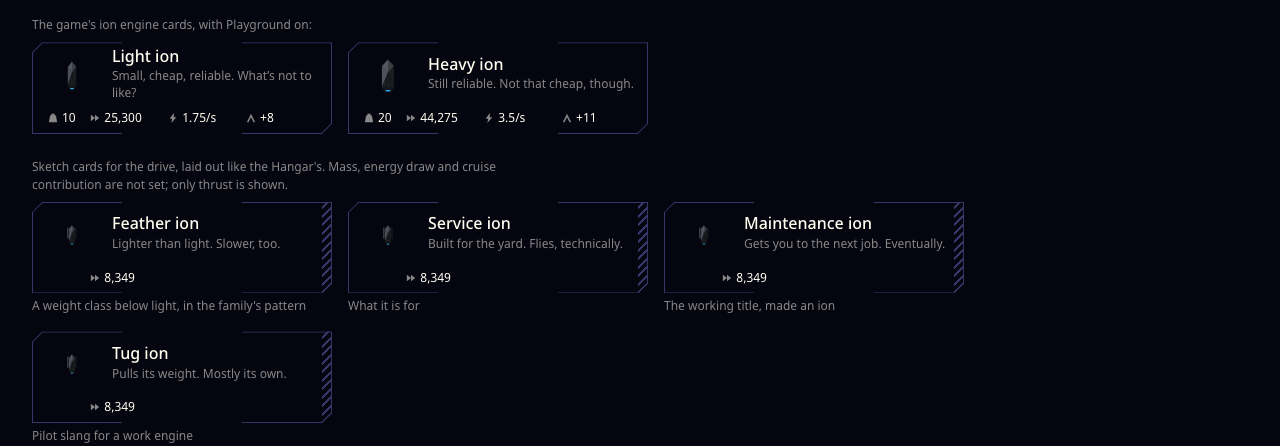 The game's ion engine cards, with Playground on:
Light ion
Small, cheap, reliable. What's not to
like?
10 25,300 1.75/s +8
Heavy ion
Still reliable. Not that cheap, though.
20 44,275 3.5/s +11
Sketch cards for the drive, laid out like the Hangar's. Mass, energy draw and cruise
contribution are not set; only thrust is shown.
Feather ion
Lighter than light. Slower, too.
8,349
A weight class below light, in the family's pattern
Service ion
Built for the yard. Flies, technically.
8,349
What it is for
Maintenance ion
Gets you to the next job. Eventually.
8,349
The working title, made an ion
Tug ion
Pulls its weight. Mostly its own.
8,349
Pilot slang for a work engine